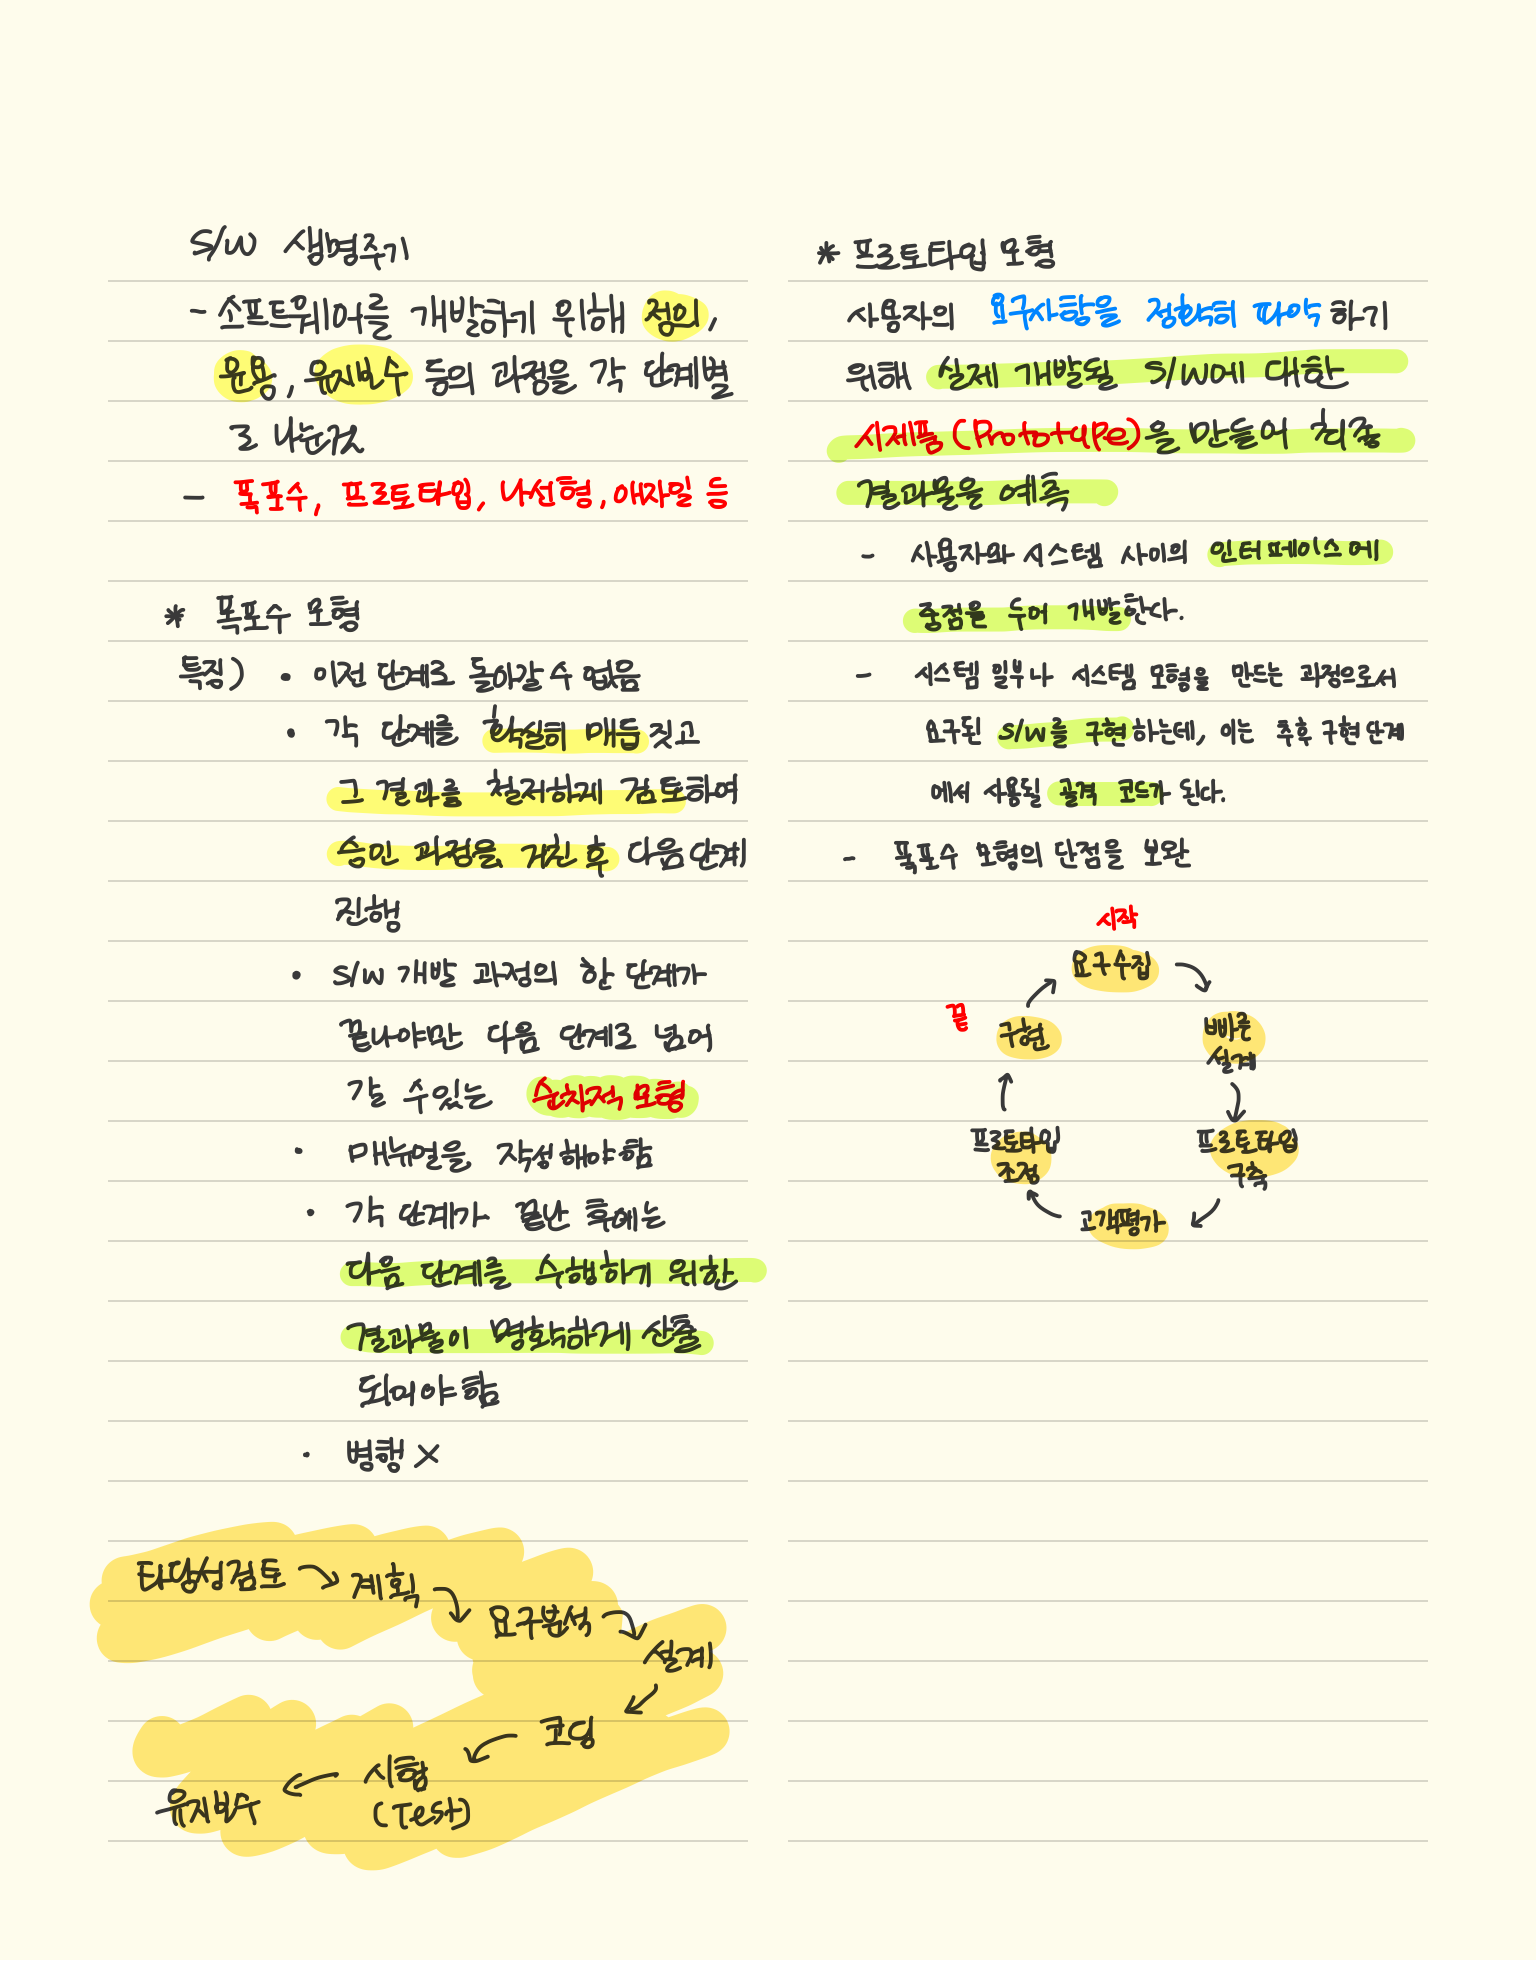 S/W 생명주기
- 소프트웨어를 개발하기 위해 정의,
운용, 유지보수 등의 과정을 각 단계별
로 나눈것
- 폭포수, 프로토타입, 나선형, 애자일 등
* 폭포수 모형
특징) • 이전 단계로 돌아갈 수 없음
• 각 단계를 확실히 매듭 짓고
그 결과를 철저하게 검토하여
승인 과정을 거친 후 다음 단계
진행
• S/W 개발 과정의 한 단계가
끝나야만 다음 단계로 넘어
갈 수 있는 순차적 모형
• 매뉴얼을 작성해야 함
• 각 단계가 끝난 후에는
다음 단계를 수행하기 위한
결과물이 명확하게 산출
되어야 함
• 병행 X
타당성검토 → 계획 → 요구분석 → 설계
유지보수 ← 시험 ← 코딩
(Test)
* 프로토타입 모형
사용자의 요구사항을 정확히 파악 하기
위해 실제 개발될 S/W에 대한
시제품(Prototype)을 만들어 최종
결과물을 예측
- 사용자와 시스템 사이의 인터페이스에
중점을 두어 개발한다.
- 시스템 일부나 시스템 모형을 만드는 과정으로서
요구된 S/W를 구현하는데, 이는 추후 구현 단계
에서 사용될 골격 코드가 된다.
- 폭포수 모형의 단점을 보완
시작
요구수집
빠른
설계
프로토타입
구축
고객평가
프로토타입
조정
구현
끝